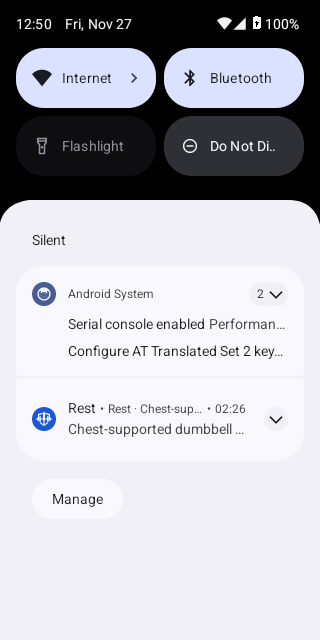 12:50 Fri, Nov 27 100%
Internet Bluetooth
Flashlight Do Not Di..
Silent
Android System 2
Serial console enabled Performan...
Configure AT Translated Set 2 key...
Rest • Rest · Chest-sup... • 02:26
Chest-supported dumbbell ...
Manage